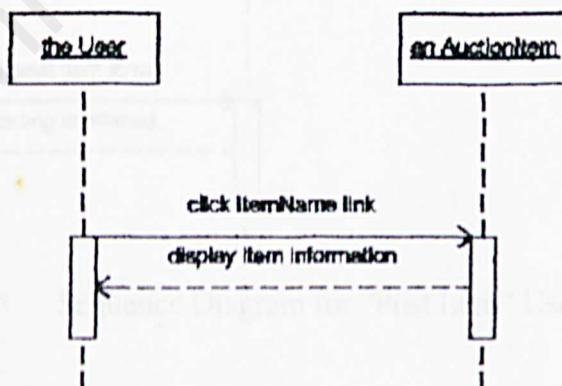 the User
an AuctionItem
click ItemName link
display item information
Sequence Diagram for "Post Item" Use